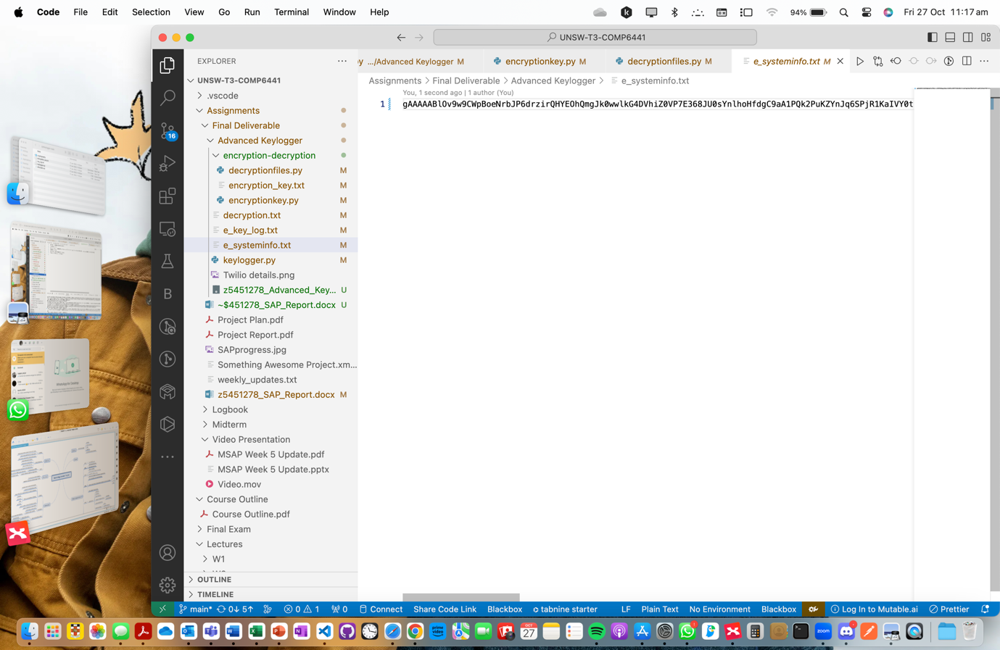 Code File Edit Selection View Go Run Terminal Window Help 94% Fri 27 Oct 11:17 am
UNSW-T3-COMP6441
EXPLORER
.../Advanced Keylogger M encryptionkey.py M decryptionfiles.py M e_systeminfo.txt M
Assignments > Final Deliverable > Advanced Keylogger > e_systeminfo.txt
You, 1 second ago | 1 author (You)
1 gAAAAABlOv9w9CWpBoeNrbJP6drzirQHYEOhQmgJk0wwlkG4DVhiZ0VP7E368JU0sYnlhoHfdgC9aA1PQk2PuKZYnJq6SPjR1KaIVY0t
UNSW-T3-COMP6441
.vscode
Assignments
Final Deliverable
Advanced Keylogger
encryption-decryption
decryptionfiles.py M
encryption_key.txt M
encryptionkey.py M
decryption.txt M
e_key_log.txt M
e_systeminfo.txt M
keylogger.py M
Twilio details.png
z5451278_Advanced_Key... U
~$451278_SAP_Report.docx U
Project Plan.pdf
Project Report.pdf
SAPprogress.jpg
Something Awesome Project.xm...
weekly_updates.txt
z5451278_SAP_Report.docx M
Logbook
Midterm
Video Presentation
MSAP Week 5 Update.pdf
MSAP Week 5 Update.pptx
Video.mov
Course Outline
Course Outline.pdf
Final Exam
Lectures
W1
OUTLINE
TIMELINE
16
B
main* 0↓ 5↑ 0 1 0 Connect Share Code Link Blackbox tabnine starter LF Plain Text No Environment Blackbox Log In to Mutable.ai Prettier
OCT
27
prime video
zoom